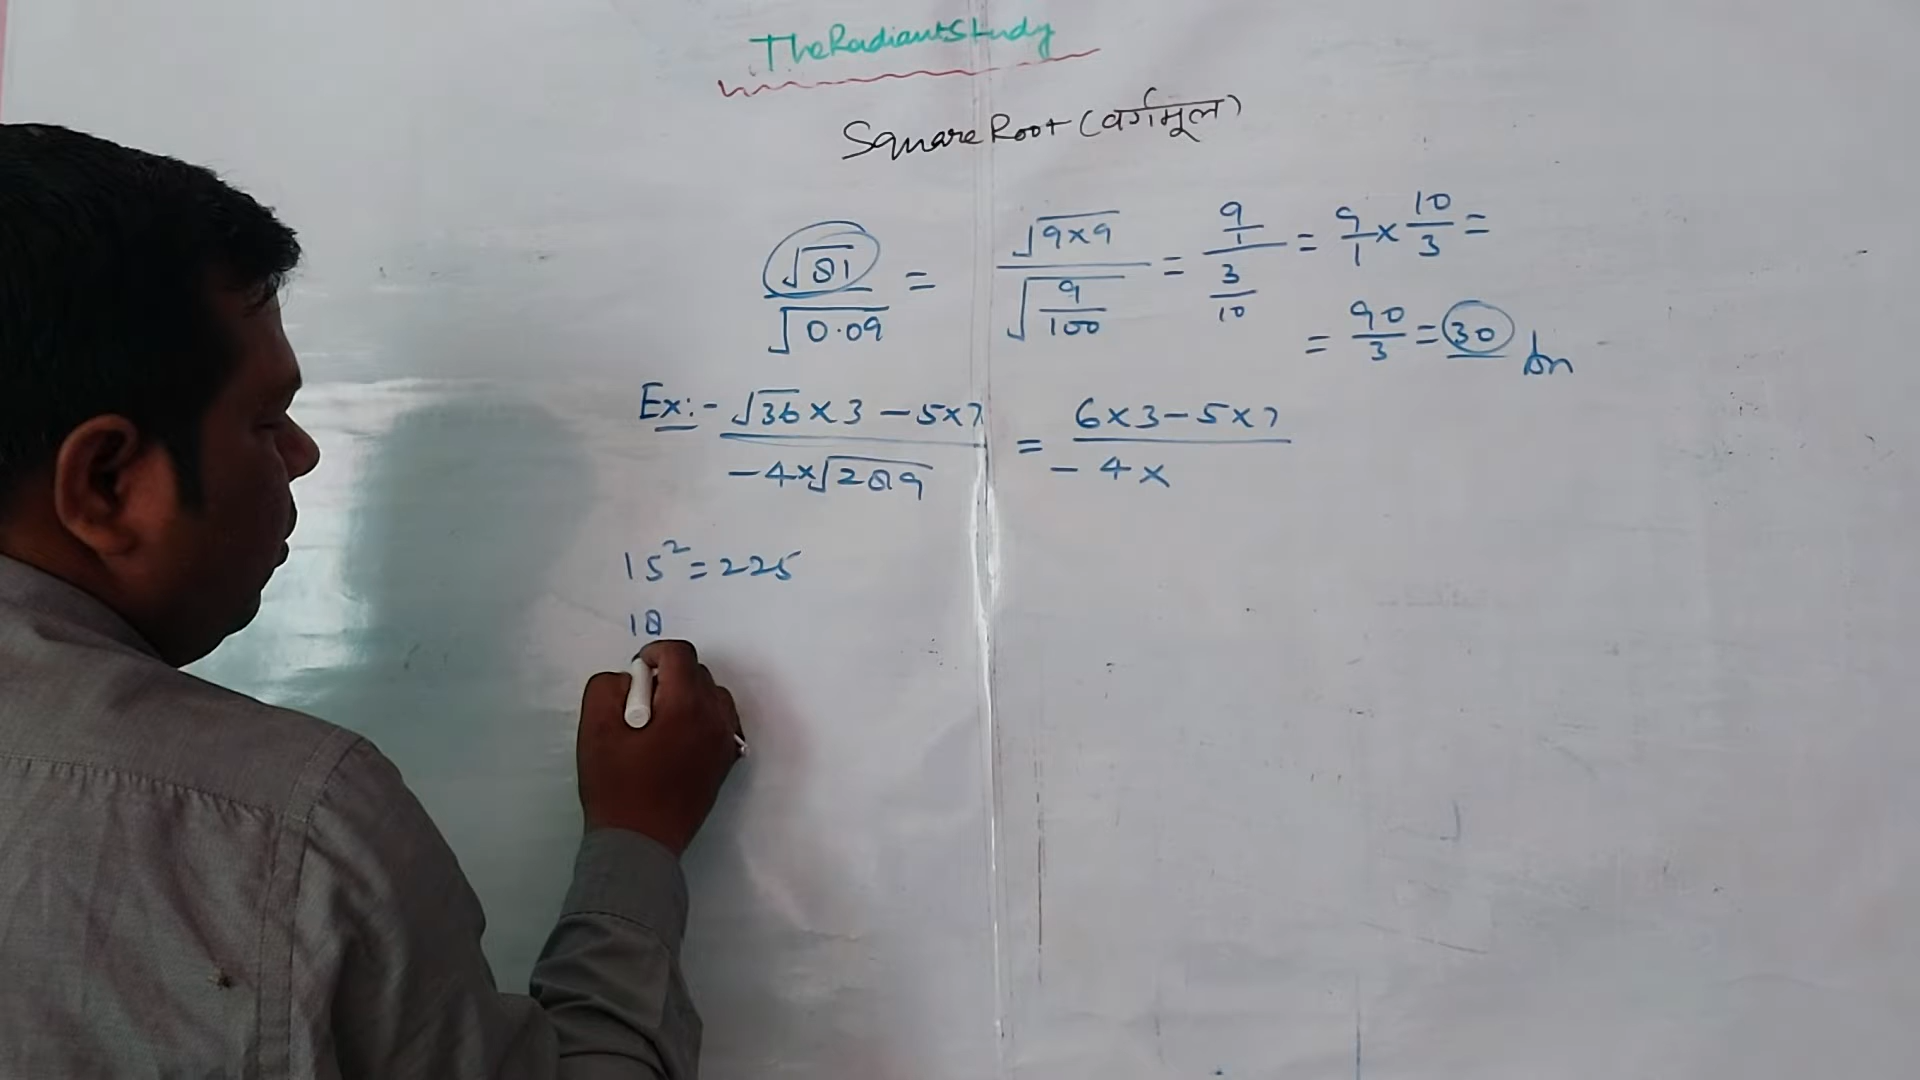 TheRadiantStudy
Square Root (वर्गमूल)
√81 / √0.09 = √9×9 / √(9/100) = (9/1) / (3/10) = 9/1 × 10/3 =
= 90/3 = 30
Ex:- (√36×3 - 5×7) / (-4×√289) = (6×3-5×7) / (-4×
15² = 225
18